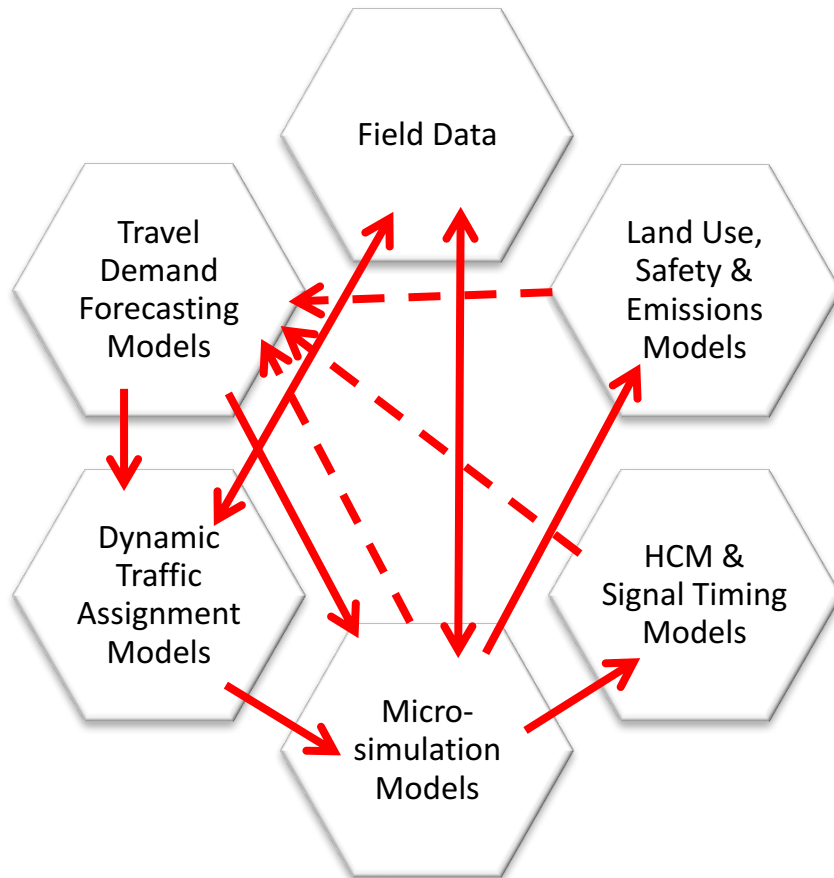 Field Data
Travel
Demand
Forecasting
Models
Land Use,
Safety &
Emissions
Models
Dynamic
Traffic
Assignment
Models
HCM &
Signal Timing
Models
Micro-
simulation
Models